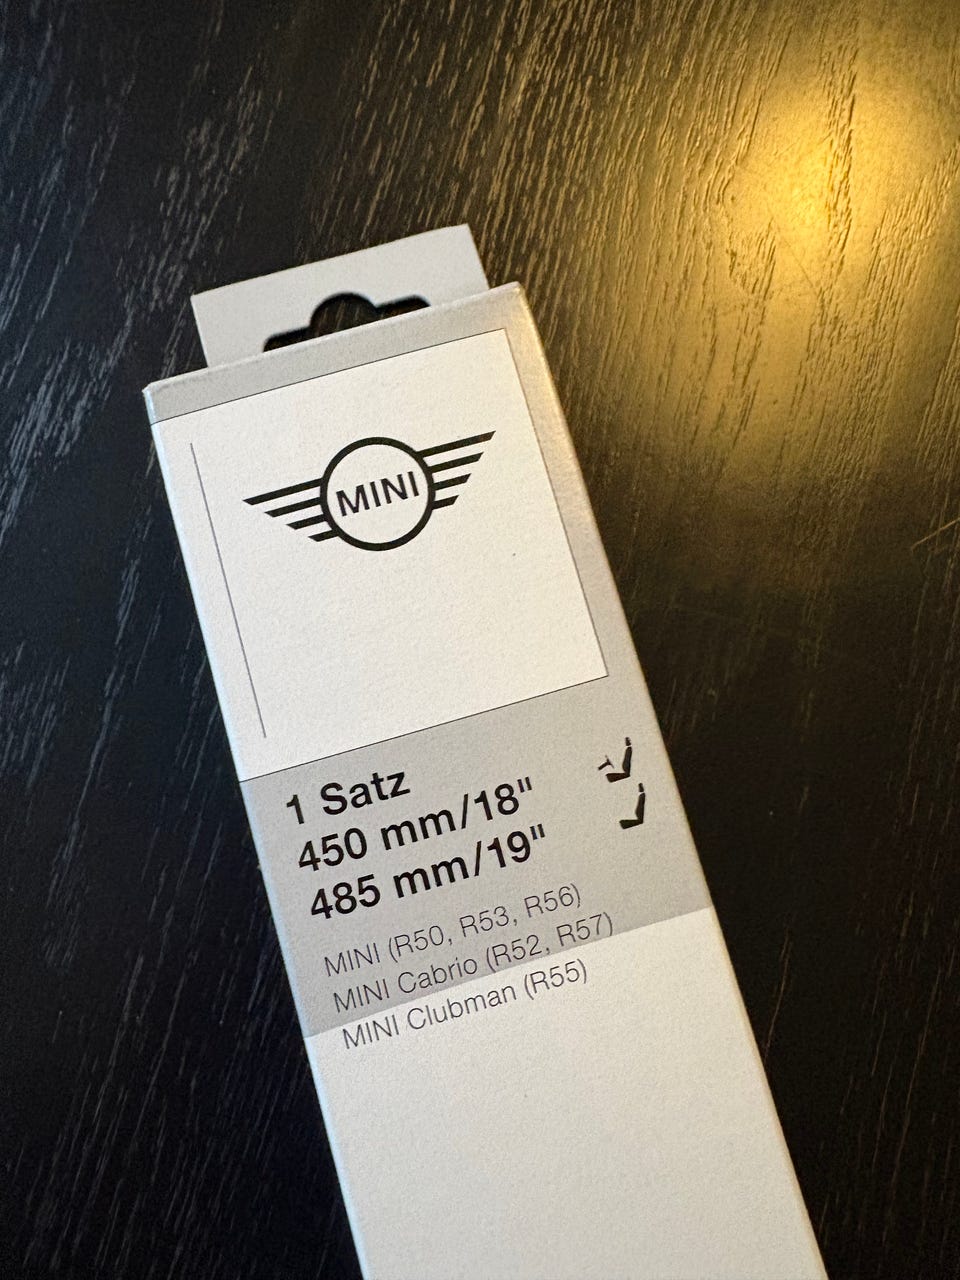 MINI
1 Satz
450 mm/18"
485 mm/19"
MINI (R50, R53, R56)
MINI Cabrio (R52, R57)
MINI Clubman (R55)